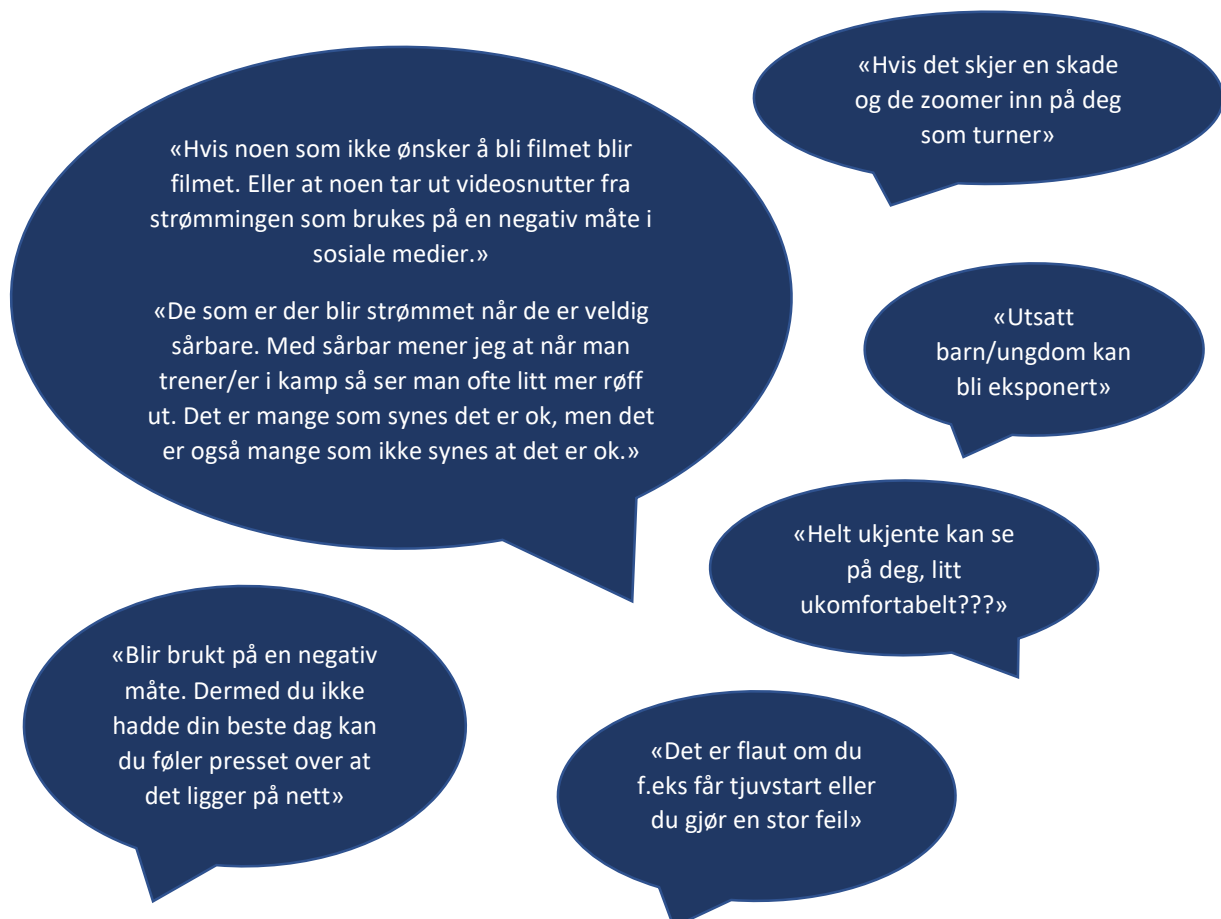 «Hvis noen som ikke ønsker å bli filmet blir
filmet. Eller at noen tar ut videosnutter fra
strømmingen som brukes på en negativ måte i
sosiale medier.»
«De som er der blir strømmet når de er veldig
sårbare. Med sårbar mener jeg at når man
trener/er i kamp så ser man ofte litt mer røff
ut. Det er mange som synes det er ok, men det
er også mange som ikke synes at det er ok.»
«Hvis det skjer en skade
og de zoomer inn på deg
som turner»
«Utsatt
barn/ungdom kan
bli eksponert»
«Helt ukjente kan se
på deg, litt
ukomfortabelt???»
«Blir brukt på en negativ
måte. Dermed du ikke
hadde din beste dag kan
du føler presset over at
det ligger på nett»
«Det er flaut om du
f.eks får tjuvstart eller
du gjør en stor feil»